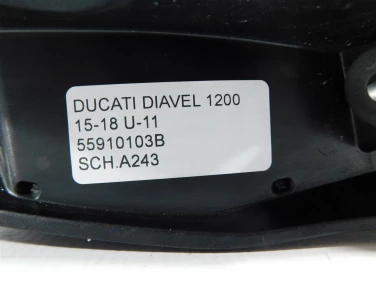 DUCATI DIAVEL 1200
15-18 U-11
55910103B
SCH.A243